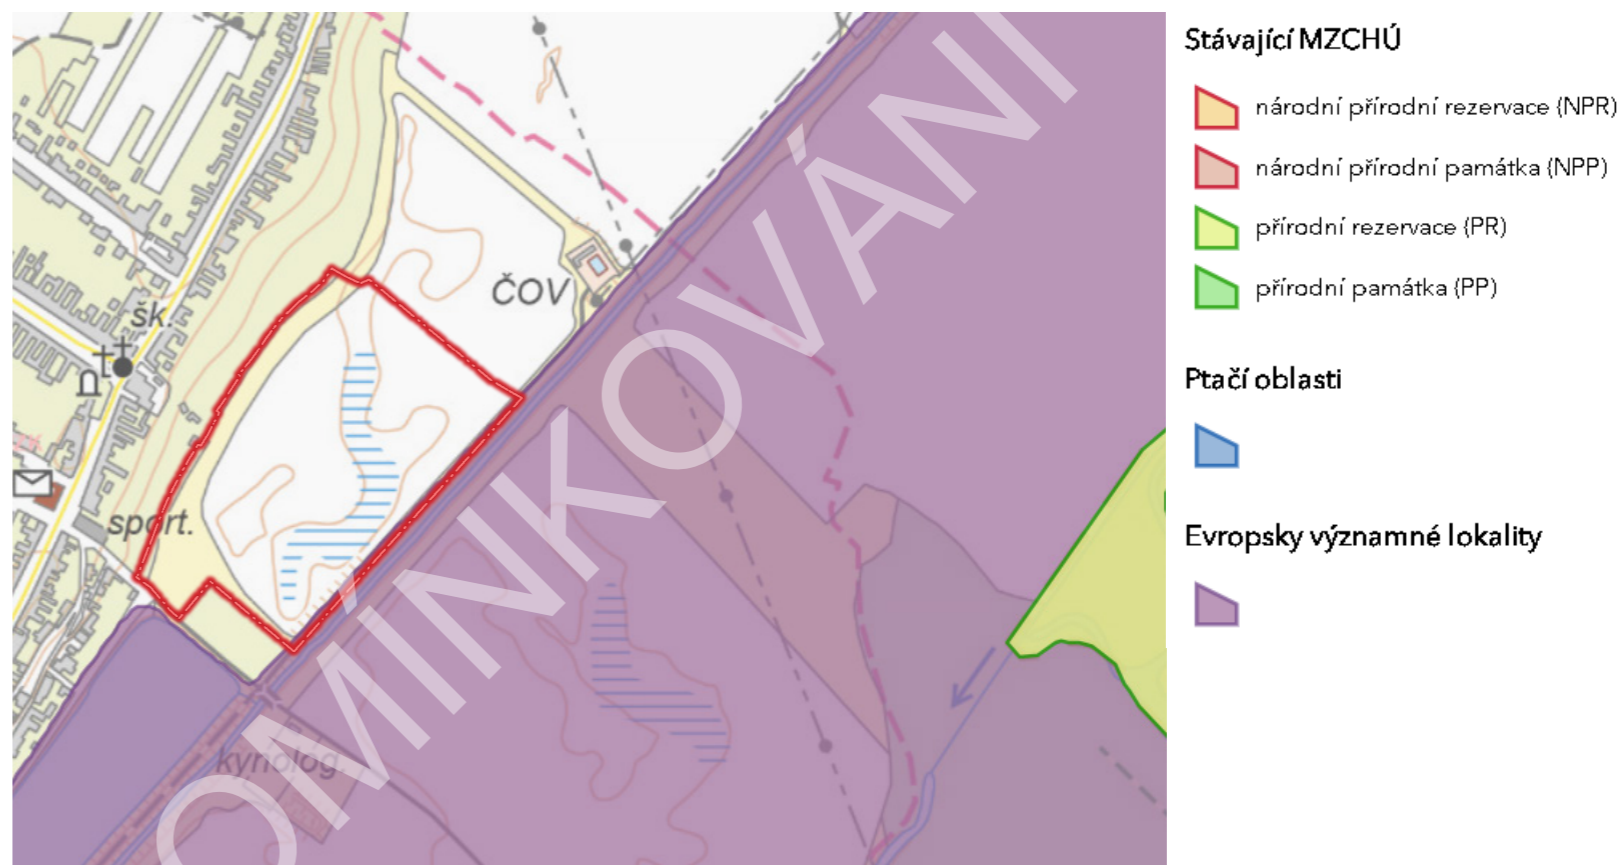 Stávající MZCHÚ
národní přírodní rezervace (NPR)
národní přírodní památka (NPP)
přírodní rezervace (PR)
přírodní památka (PP)
Ptačí oblasti
Evropsky významné lokality
šk.
ČOV
sport.
kynolog.
OMÍNKOVÁNÍ